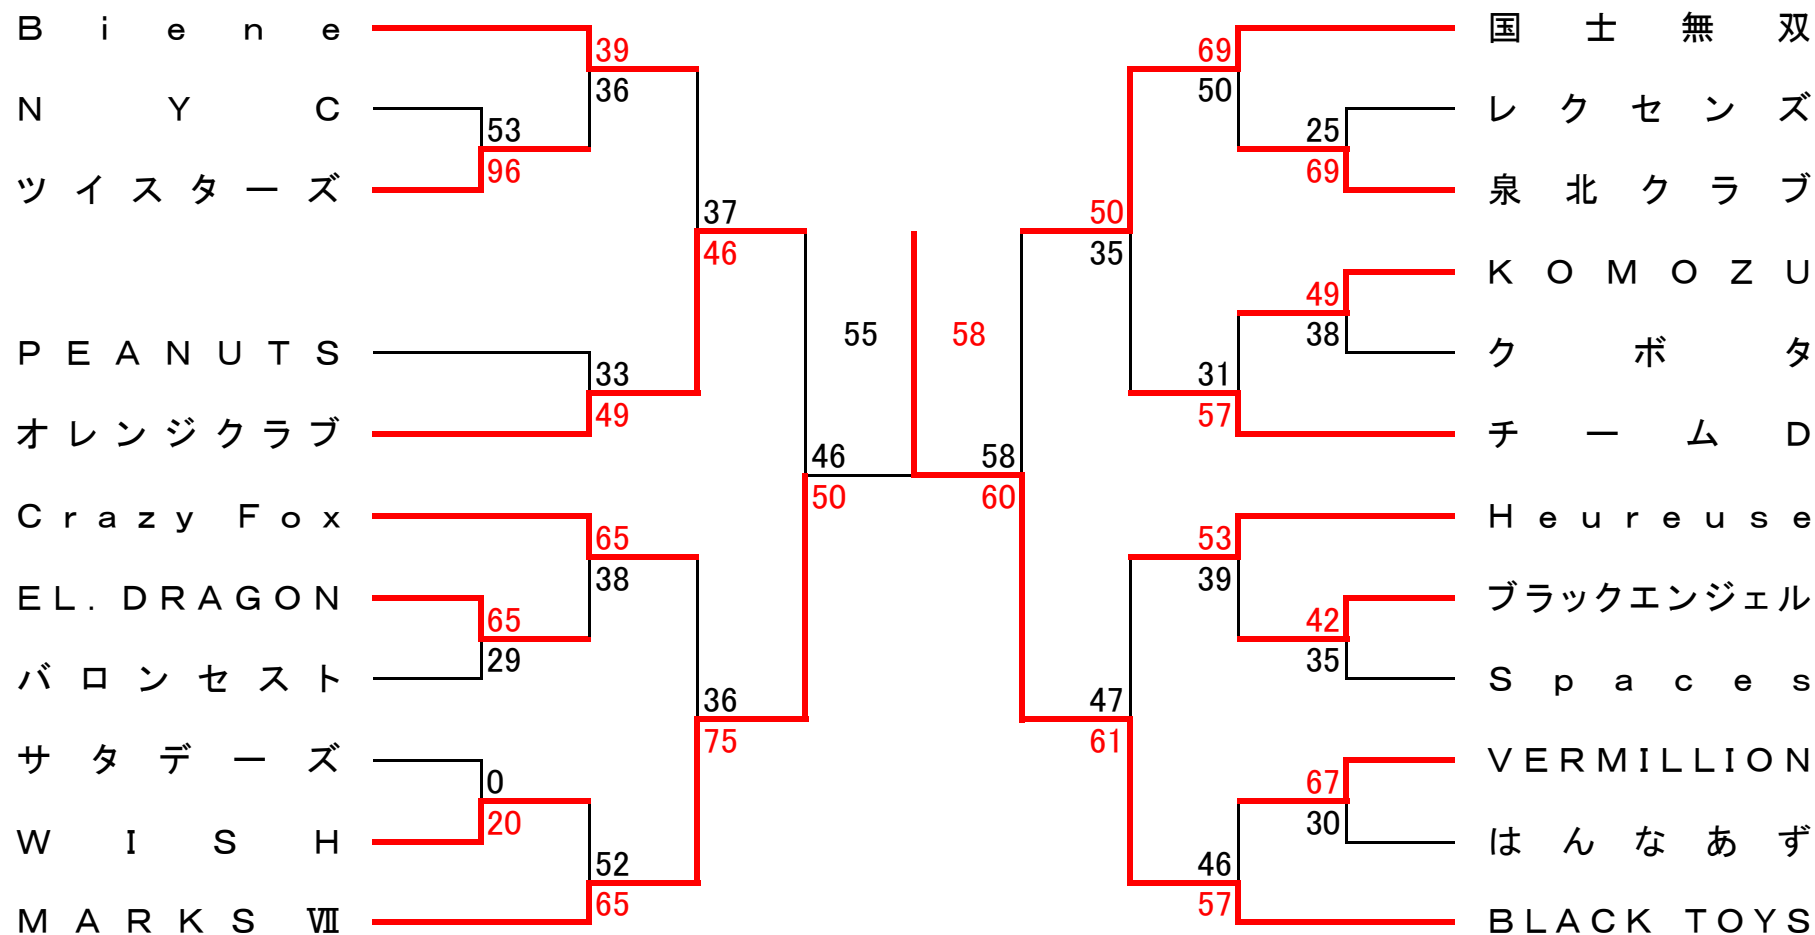 Biene
39
36
NYC
53
96
ツイスターズ
37
46
PEANUTS
33
49
オレンジクラブ
46
50
Crazy Fox
65
38
EL.DRAGON
65
29
バロンセスト
36
75
サタデーズ
0
20
WISH
52
65
MARKS Ⅶ
55
58
国士無双
69
50
レクセンズ
25
69
泉北クラブ
50
35
KOMOZU
49
38
クボタ
31
57
チームD
58
60
Heureuse
53
39
ブラックエンジェル
42
35
Spaces
47
61
VERMILLION
67
30
はんなあず
46
57
BLACK TOYS